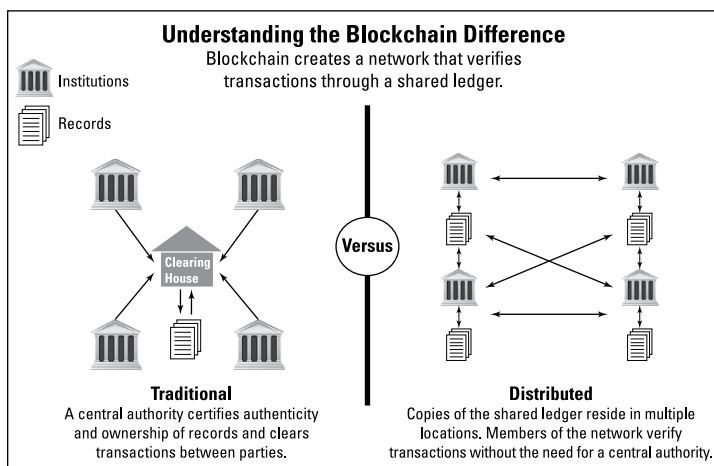 Understanding the Blockchain Difference
Blockchain creates a network that verifies
transactions through a shared ledger.
Institutions
Records
Clearing
House
Versus
Traditional
A central authority certifies authenticity
and ownership of records and clears
transactions between parties.
Distributed
Copies of the shared ledger reside in multiple
locations. Members of the network verify
transactions without the need for a central authority.